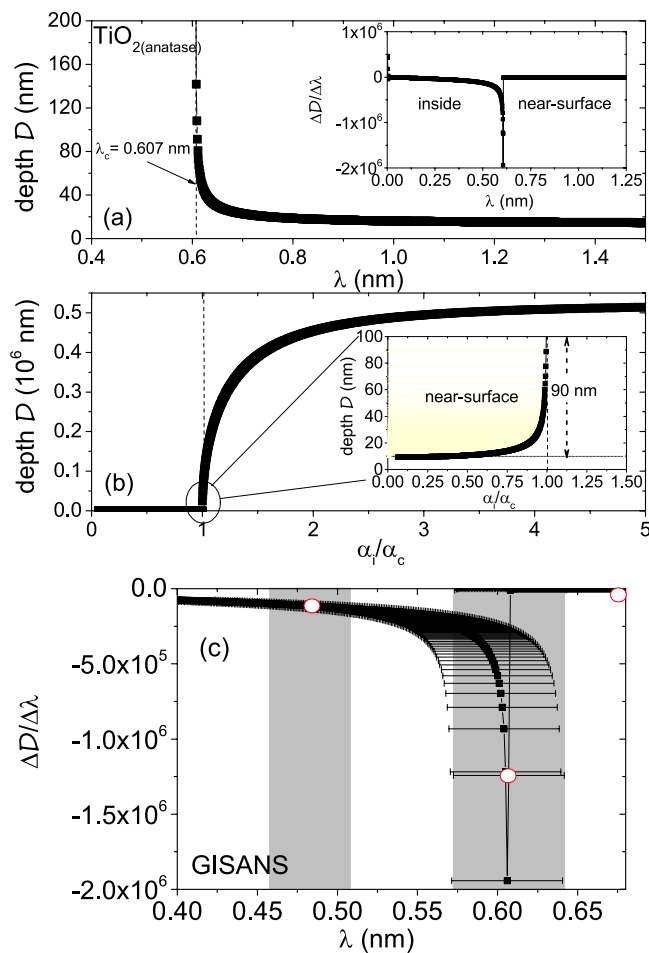 TiO2(anatase)
λc = 0.607 nm
(a)
depth D (nm)
200
160
120
80
40
0
0.4 0.6 0.8 1.0 1.2 1.4
λ (nm)
1x10^6
0
-1x10^6
-2x10^6
ΔD/Δλ
inside near-surface
0.00 0.25 0.50 0.75 1.00 1.25
λ (nm)
depth D (10^6 nm)
0.5
0.4
0.3
0.2
0.1
0.0
(b)
0 1 2 3 4 5
αi/αc
depth D (nm)
100
80
60
40
20
0
near-surface
90 nm
0.00 0.25 0.50 0.75 1.00 1.25 1.50
αi/αc
(c)
ΔD/Δλ
0.0
-5.0x10^5
-1.0x10^6
-1.5x10^6
-2.0x10^6
GISANS
0.40 0.45 0.50 0.55 0.60 0.65
λ (nm)